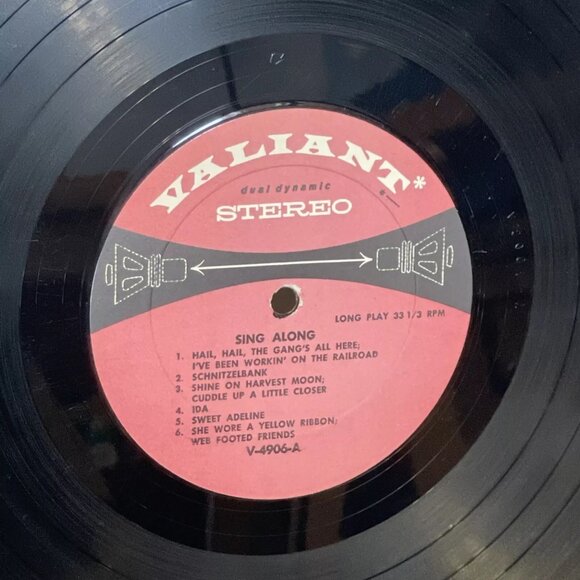 VALIANT*
dual dynamic
STEREO
LONG PLAY 33 1/3 RPM
SING ALONG
1. HAIL, HAIL, THE GANG'S ALL HERE;
I'VE BEEN WORKIN' ON THE RAILROAD
2. SCHNITZELBANK
3. SHINE ON HARVEST MOON;
CUDDLE UP A LITTLE CLOSER
4. IDA
5. SWEET ADELINE
6. SHE WORE A YELLOW RIBBON;
WEB FOOTED FRIENDS
V-4906-A